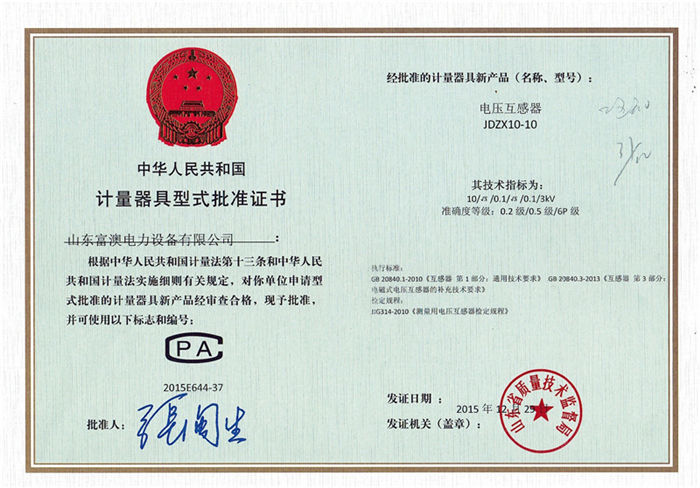 中华人民共和国
计量器具型式批准证书
山东富澳电力设备有限公司:
根据中华人民共和国计量法第十三条和中华人民
共和国计量法实施细则有关规定，对你单位申请型
式批准的计量器具新产品经审查合格，现予批准，
并可使用以下标志和编号:
CPA
2015E644-37
批准人:
经批准的计量器具新产品（名称、型号）:
电压互感器
JDZX10-10
其技术指标为:
10/√3/0.1/√3/0.1/3kV
准确度等级: 0.2 级/0.5 级/6P 级
执行标准:
GB 20840.1-2010《互感器 第 1 部分: 通用技术要求》 GB 20840.3-2013《互感器 第 3 部分:
电磁式电压互感器的补充技术要求》
检定规程:
JJG314-2010《测量用电压互感器检定规程》
发证日期:
2015 年 12 月 29 日
发证机关（盖章）:
山东省质量技术监督局